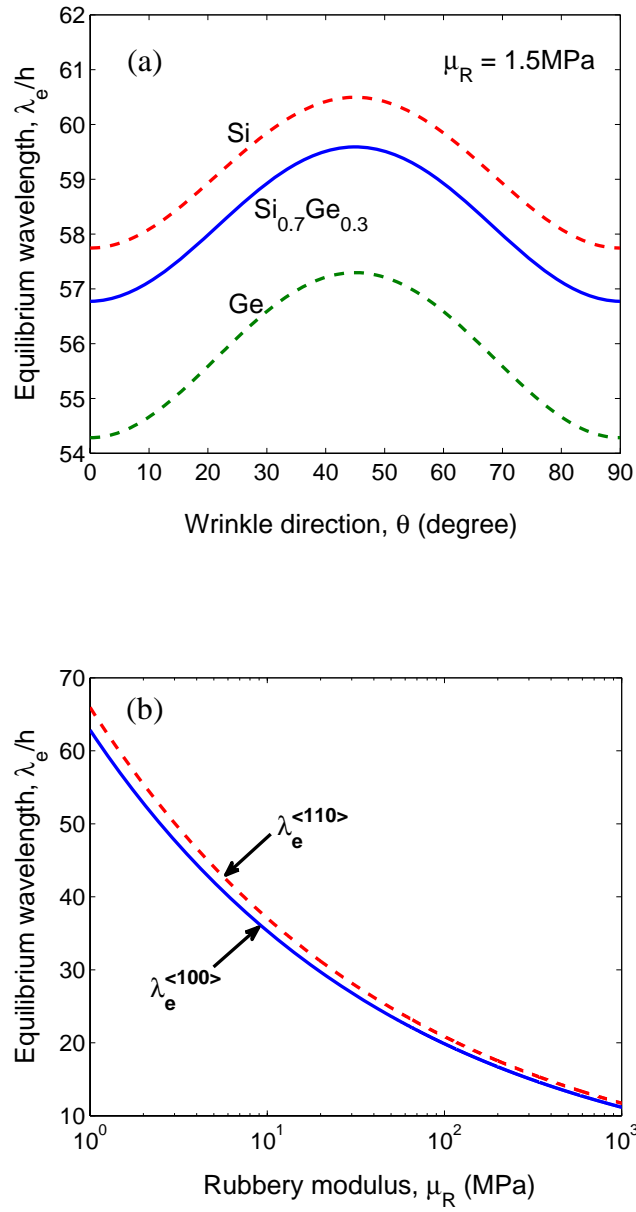 62
61
60
59
58
57
56
55
54
Equilibrium wavelength, λe/h
(a)
μR = 1.5MPa
Si
Si0.7Ge0.3
Ge
0 10 20 30 40 50 60 70 80 90
Wrinkle direction, θ (degree)
70
60
50
40
30
20
10
Equilibrium wavelength, λe/h
(b)
λe<110>
λe<100>
10^0 10^1 10^2 10^3
Rubbery modulus, μR (MPa)